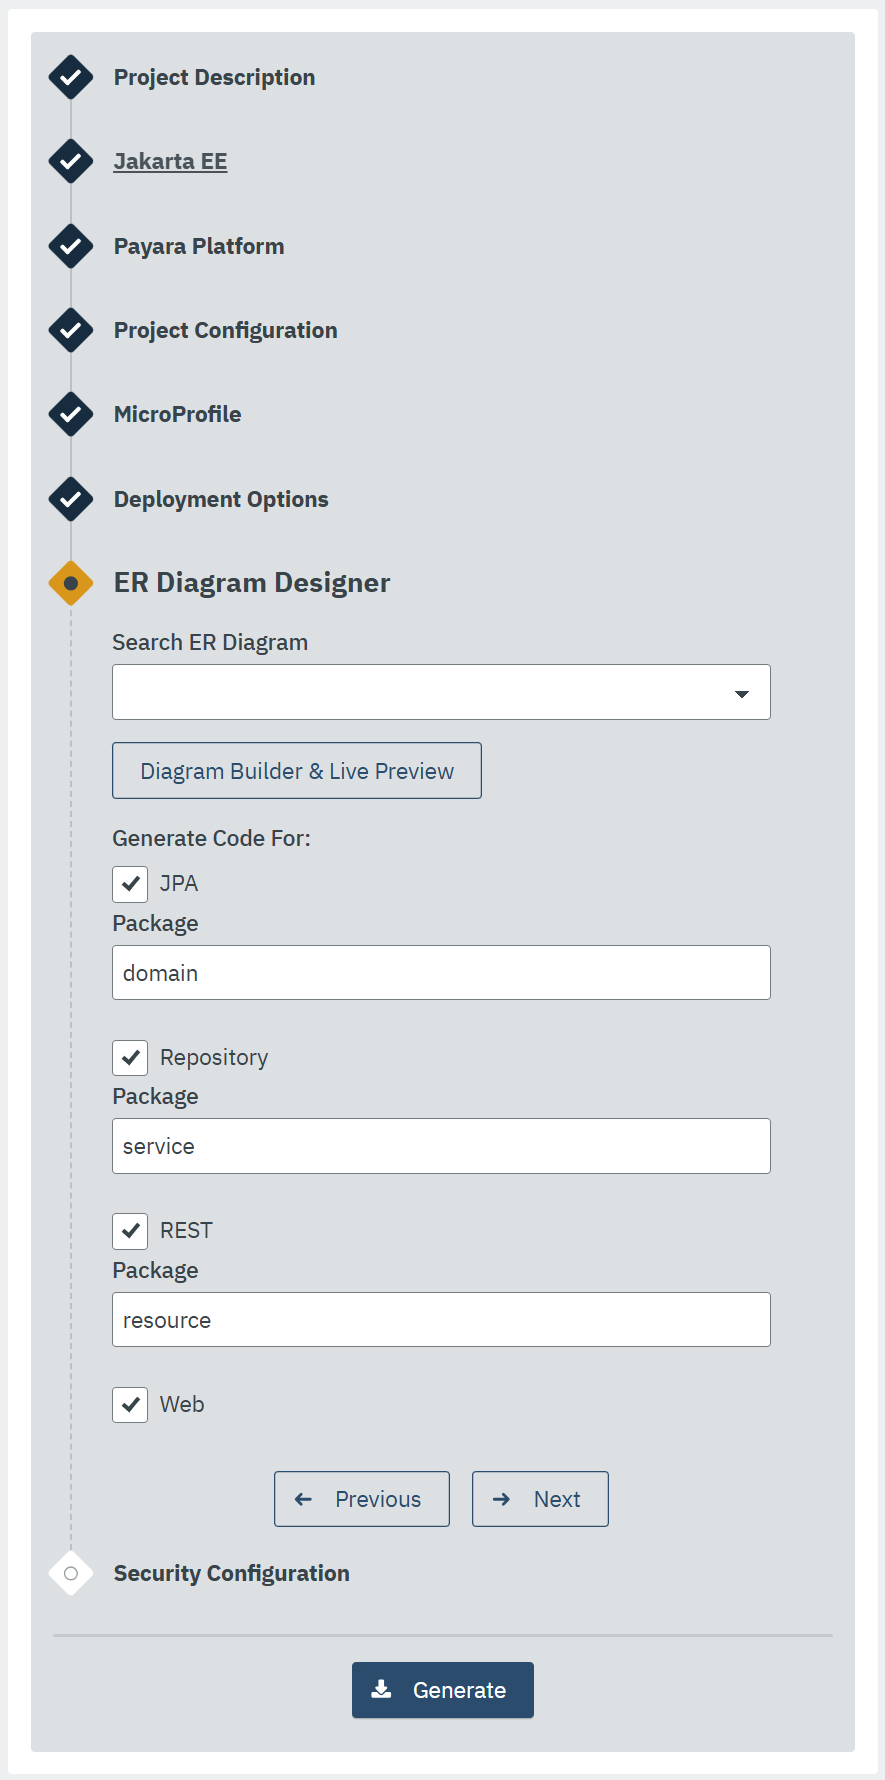 Project Description
Jakarta EE
Payara Platform
Project Configuration
MicroProfile
Deployment Options
ER Diagram Designer
Search ER Diagram
Diagram Builder & Live Preview
Generate Code For:
JPA
Package
domain
Repository
Package
service
REST
Package
resource
Web
Previous
Next
Security Configuration
Generate